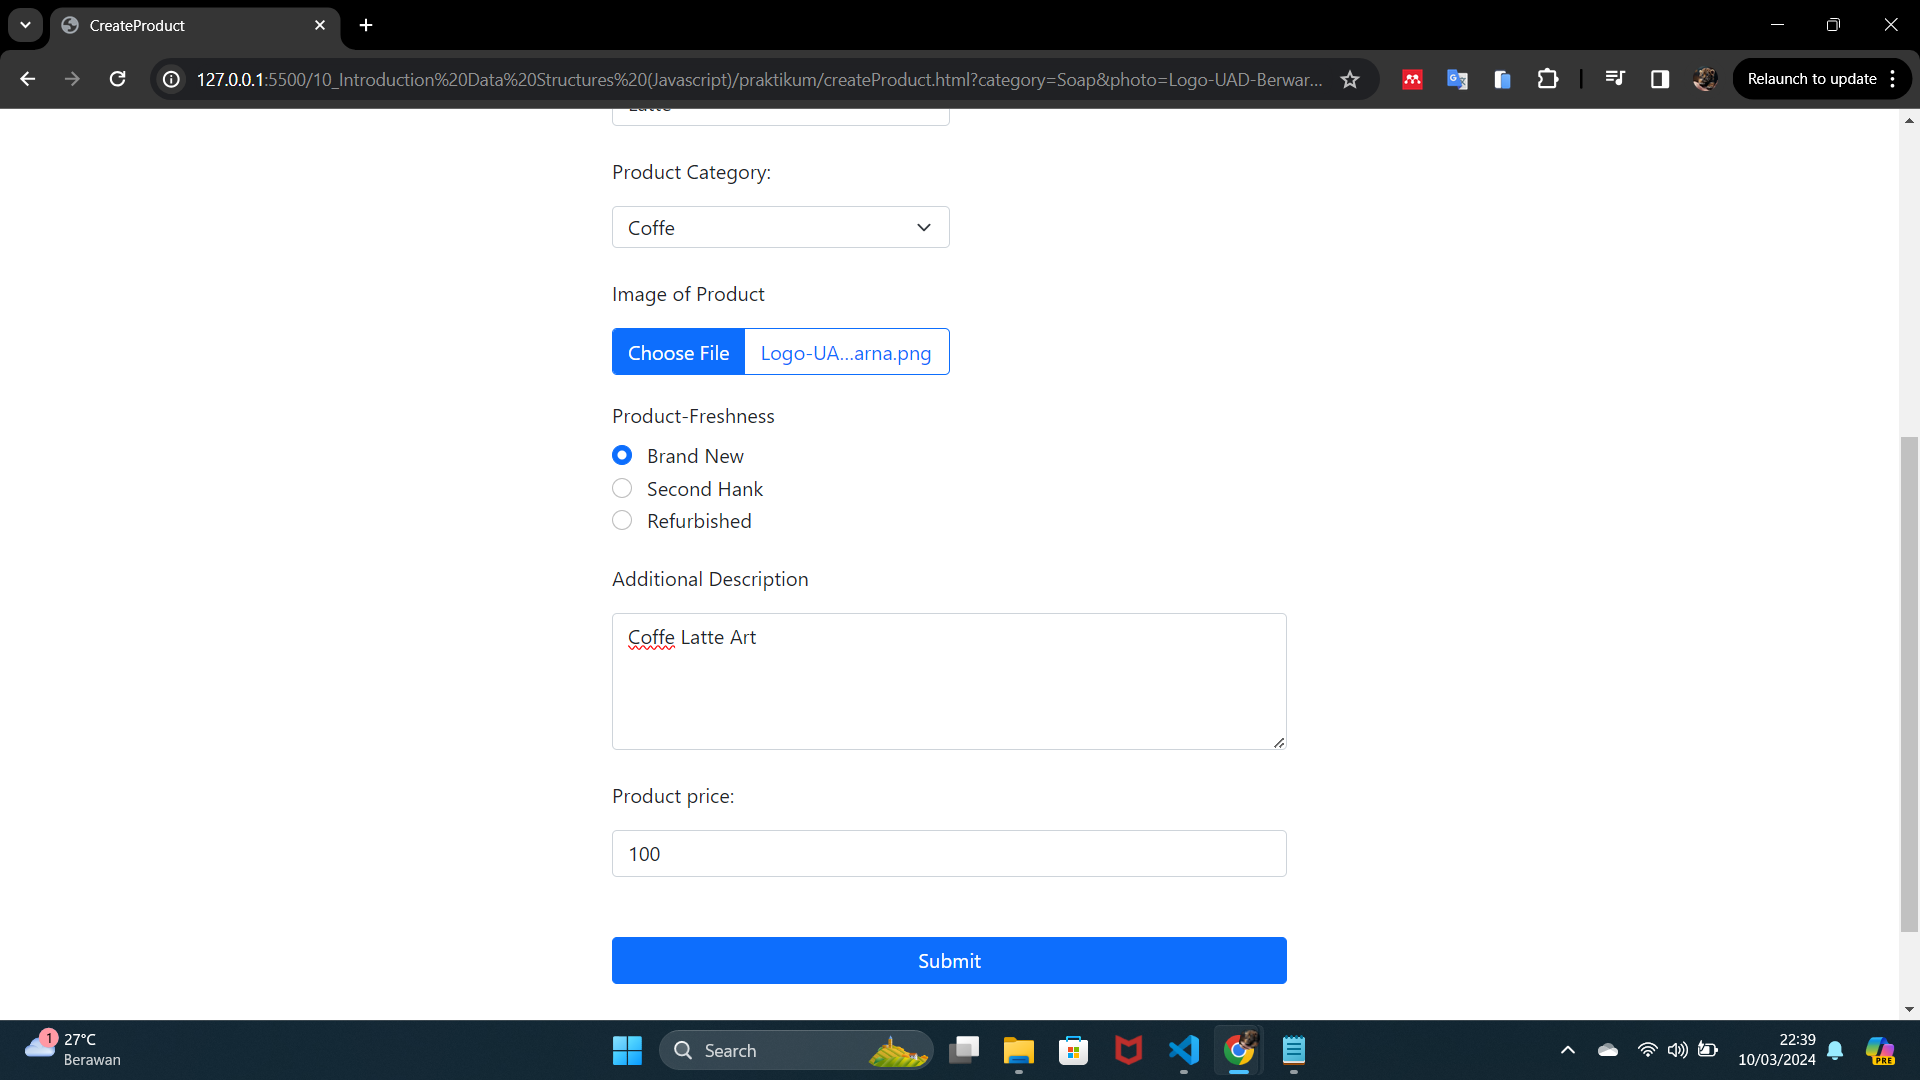 CreateProduct
127.0.0.1:5500/10_Introduction%20Data%20Structures%20(Javascript)/praktikum/createProduct.html?category=Soap&photo=Logo-UAD-Berwar...
Relaunch to update
Product Category:
Coffe
Image of Product
Choose File Logo-UA...arna.png
Product-Freshness
Brand New
Second Hank
Refurbished
Additional Description
Coffe Latte Art
Product price:
100
Submit
1
27°C
Berawan
Search
22:39
10/03/2024
PRE